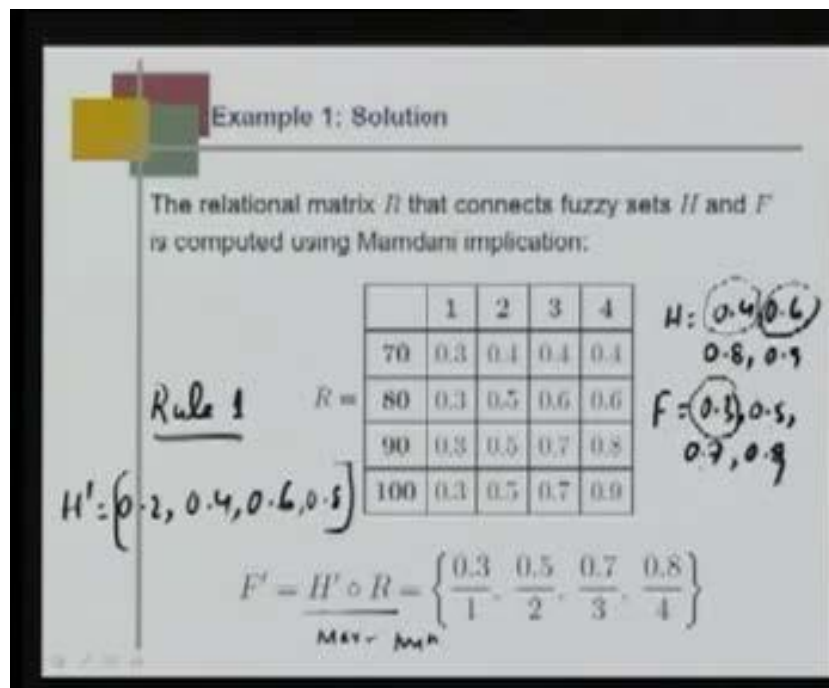 Example 1: Solution
The relational matrix R that connects fuzzy sets H and F
is computed using Mamdani implication:
1 2 3 4
70 0.3 0.4 0.4 0.4
R = 80 0.3 0.5 0.6 0.6
90 0.3 0.5 0.7 0.8
100 0.3 0.5 0.7 0.9
H: 0.4, 0.6
0.8, 0.9
F = 0.3, 0.5,
0.7, 0.9
Rule 1
H' = [0.2, 0.4, 0.6, 0.8]
F' = H' ∘ R = {0.3/1, 0.5/2, 0.7/3, 0.8/4}
Max- min